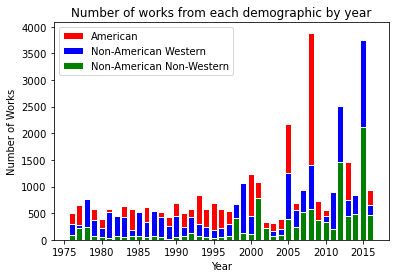 Number of works from each demographic by year
American
Non-American Western
Non-American Non-Western
Number of Works
4000
3500
3000
2500
2000
1500
1000
500
0
1975 1980 1985 1990 1995 2000 2005 2010 2015
Year